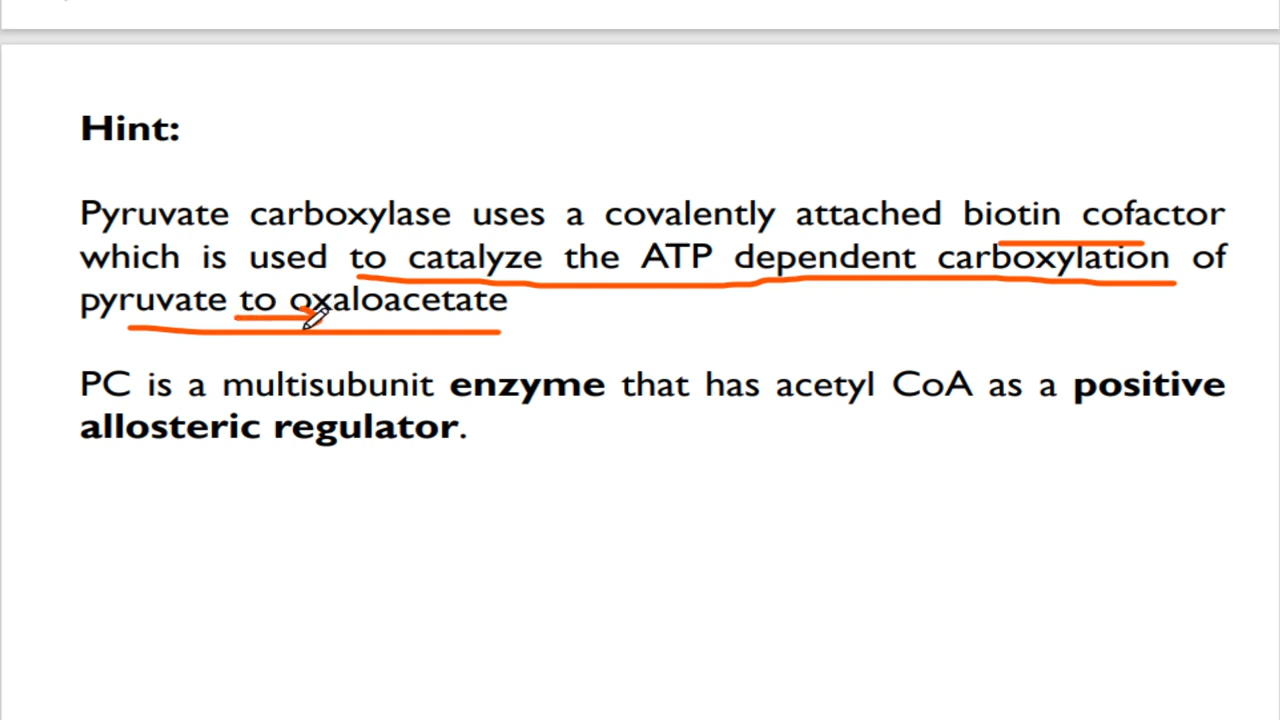 Hint:
Pyruvate carboxylase uses a covalently attached biotin cofactor
which is used to catalyze the ATP dependent carboxylation of
pyruvate to oxaloacetate
PC is a multisubunit enzyme that has acetyl CoA as a positive
allosteric regulator.